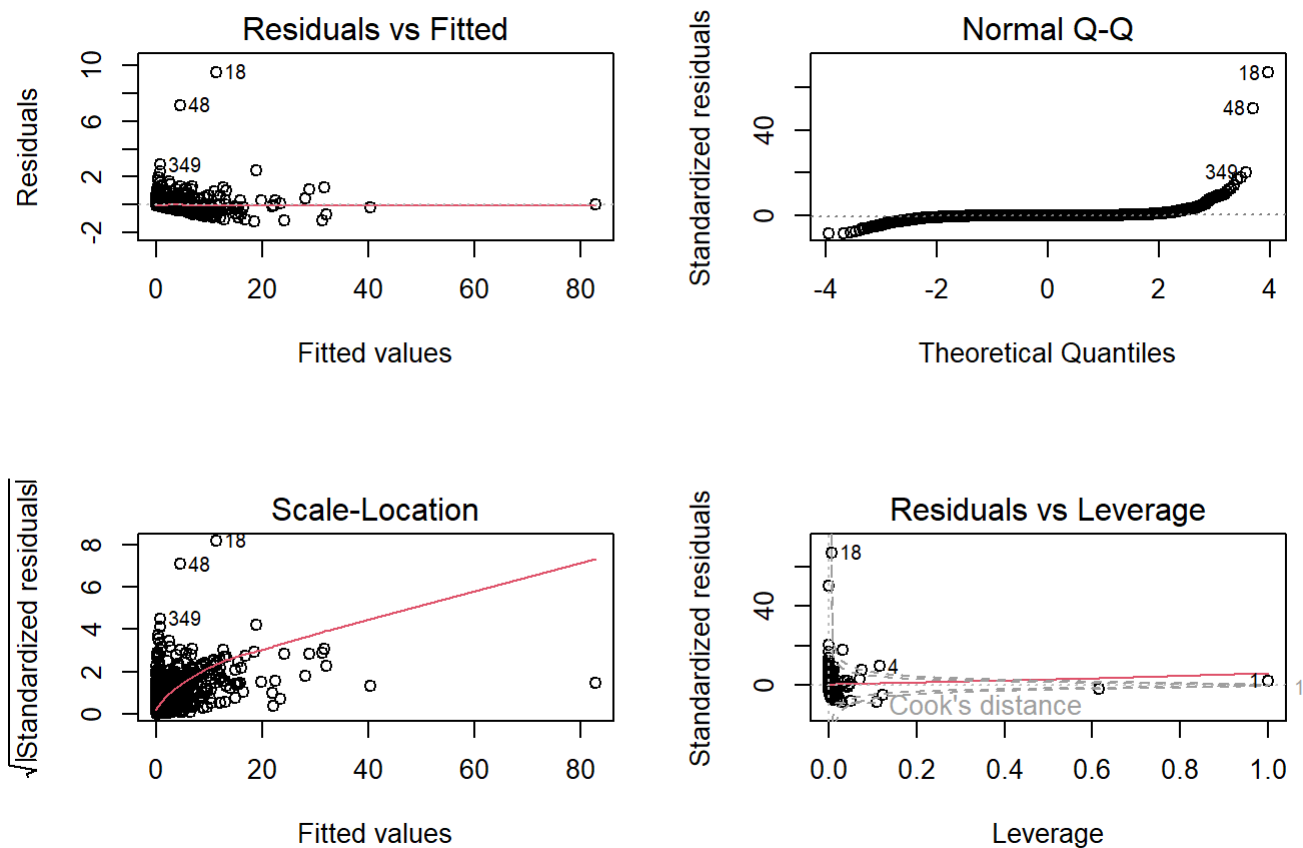 Residuals vs Fitted
Residuals
-2 2 6 10
18
48
349
0 20 40 60 80
Fitted values
Normal Q-Q
Standardized residuals
0 40
18
48
349
-4 -2 0 2 4
Theoretical Quantiles
Scale-Location
√|Standardized residuals|
0 2 4 6 8
18
48
349
0 20 40 60 80
Fitted values
Residuals vs Leverage
Standardized residuals
0 40
18
4
1
1
Cook's distance
0.0 0.2 0.4 0.6 0.8 1.0
Leverage